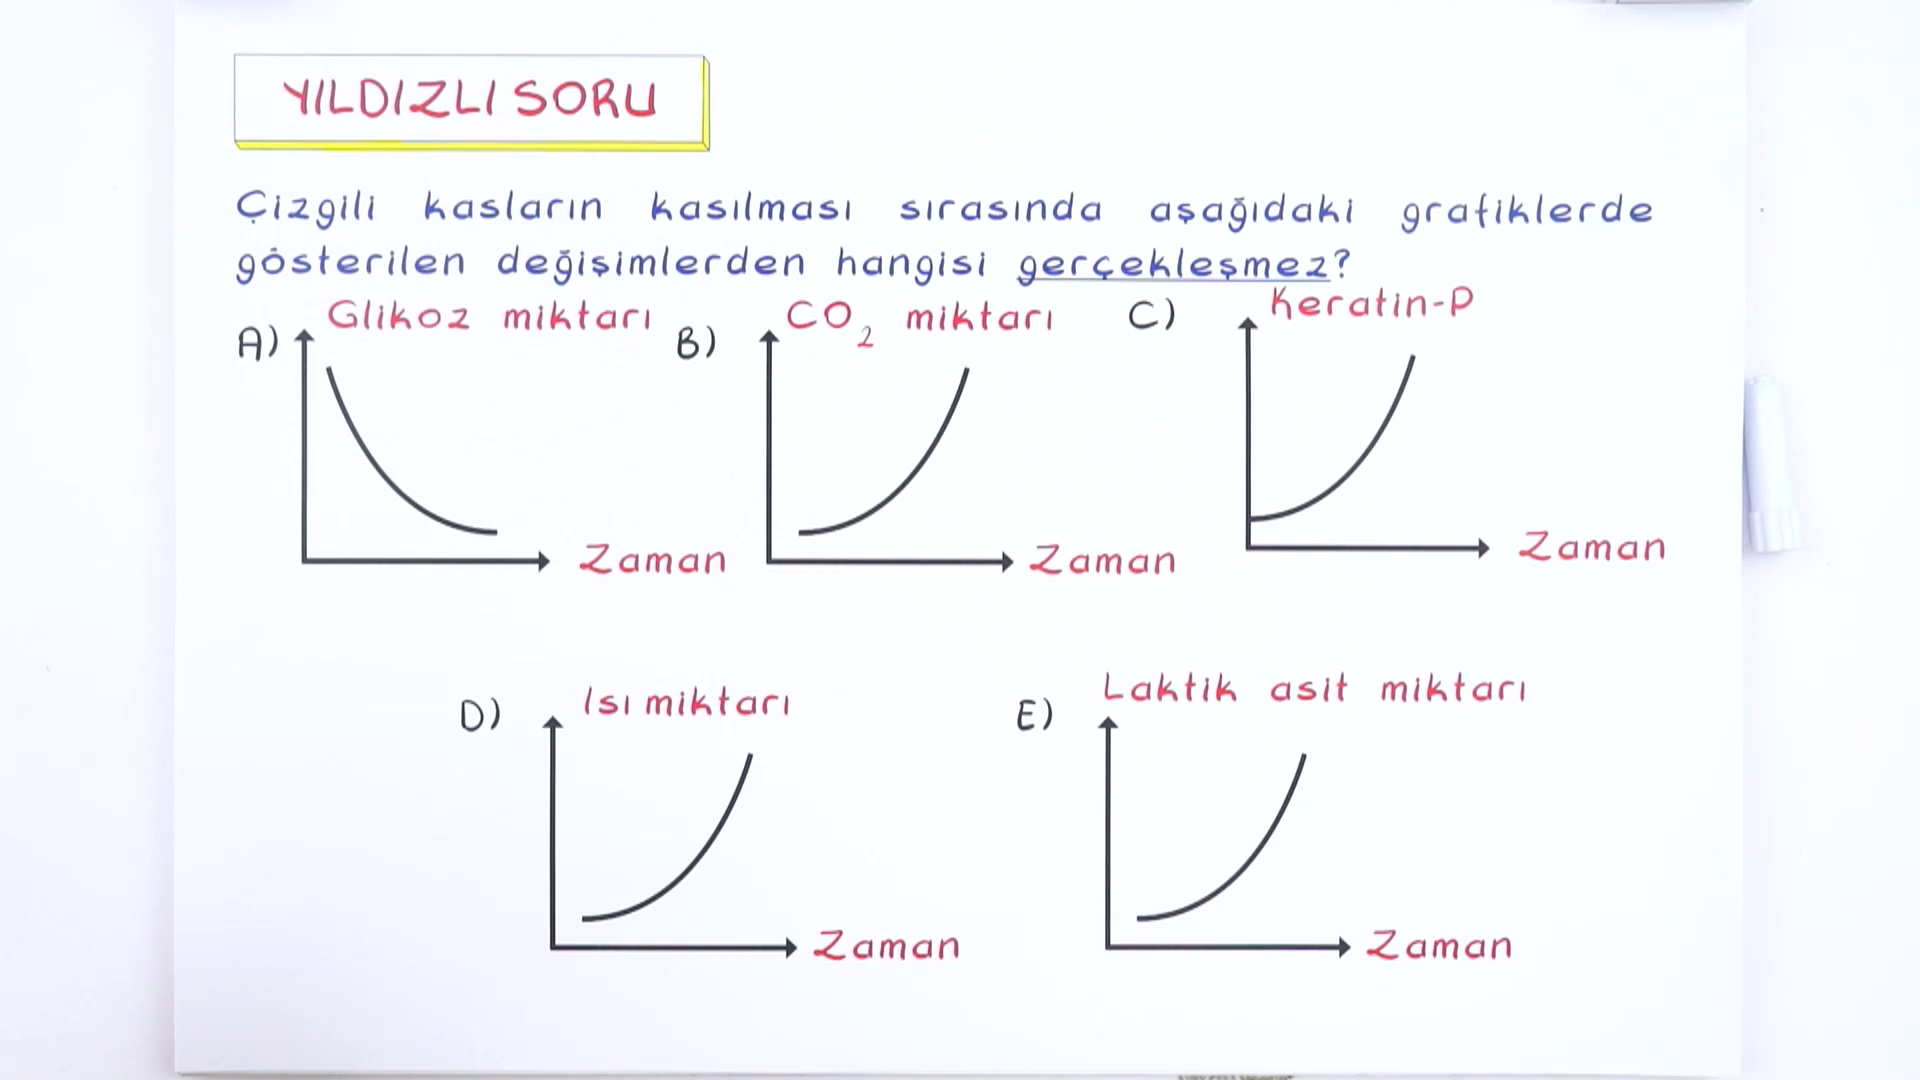 YILDIZLI SORU
Çizgili kasların kasılması sırasında aşağıdaki grafiklerde
gösterilen değişimlerden hangisi gerçekleşmez?
A) Glikoz miktarı
Zaman
B) CO₂ miktarı
Zaman
C) Keratin-P
Zaman
D) Isı miktarı
Zaman
E) Laktik asit miktarı
Zaman